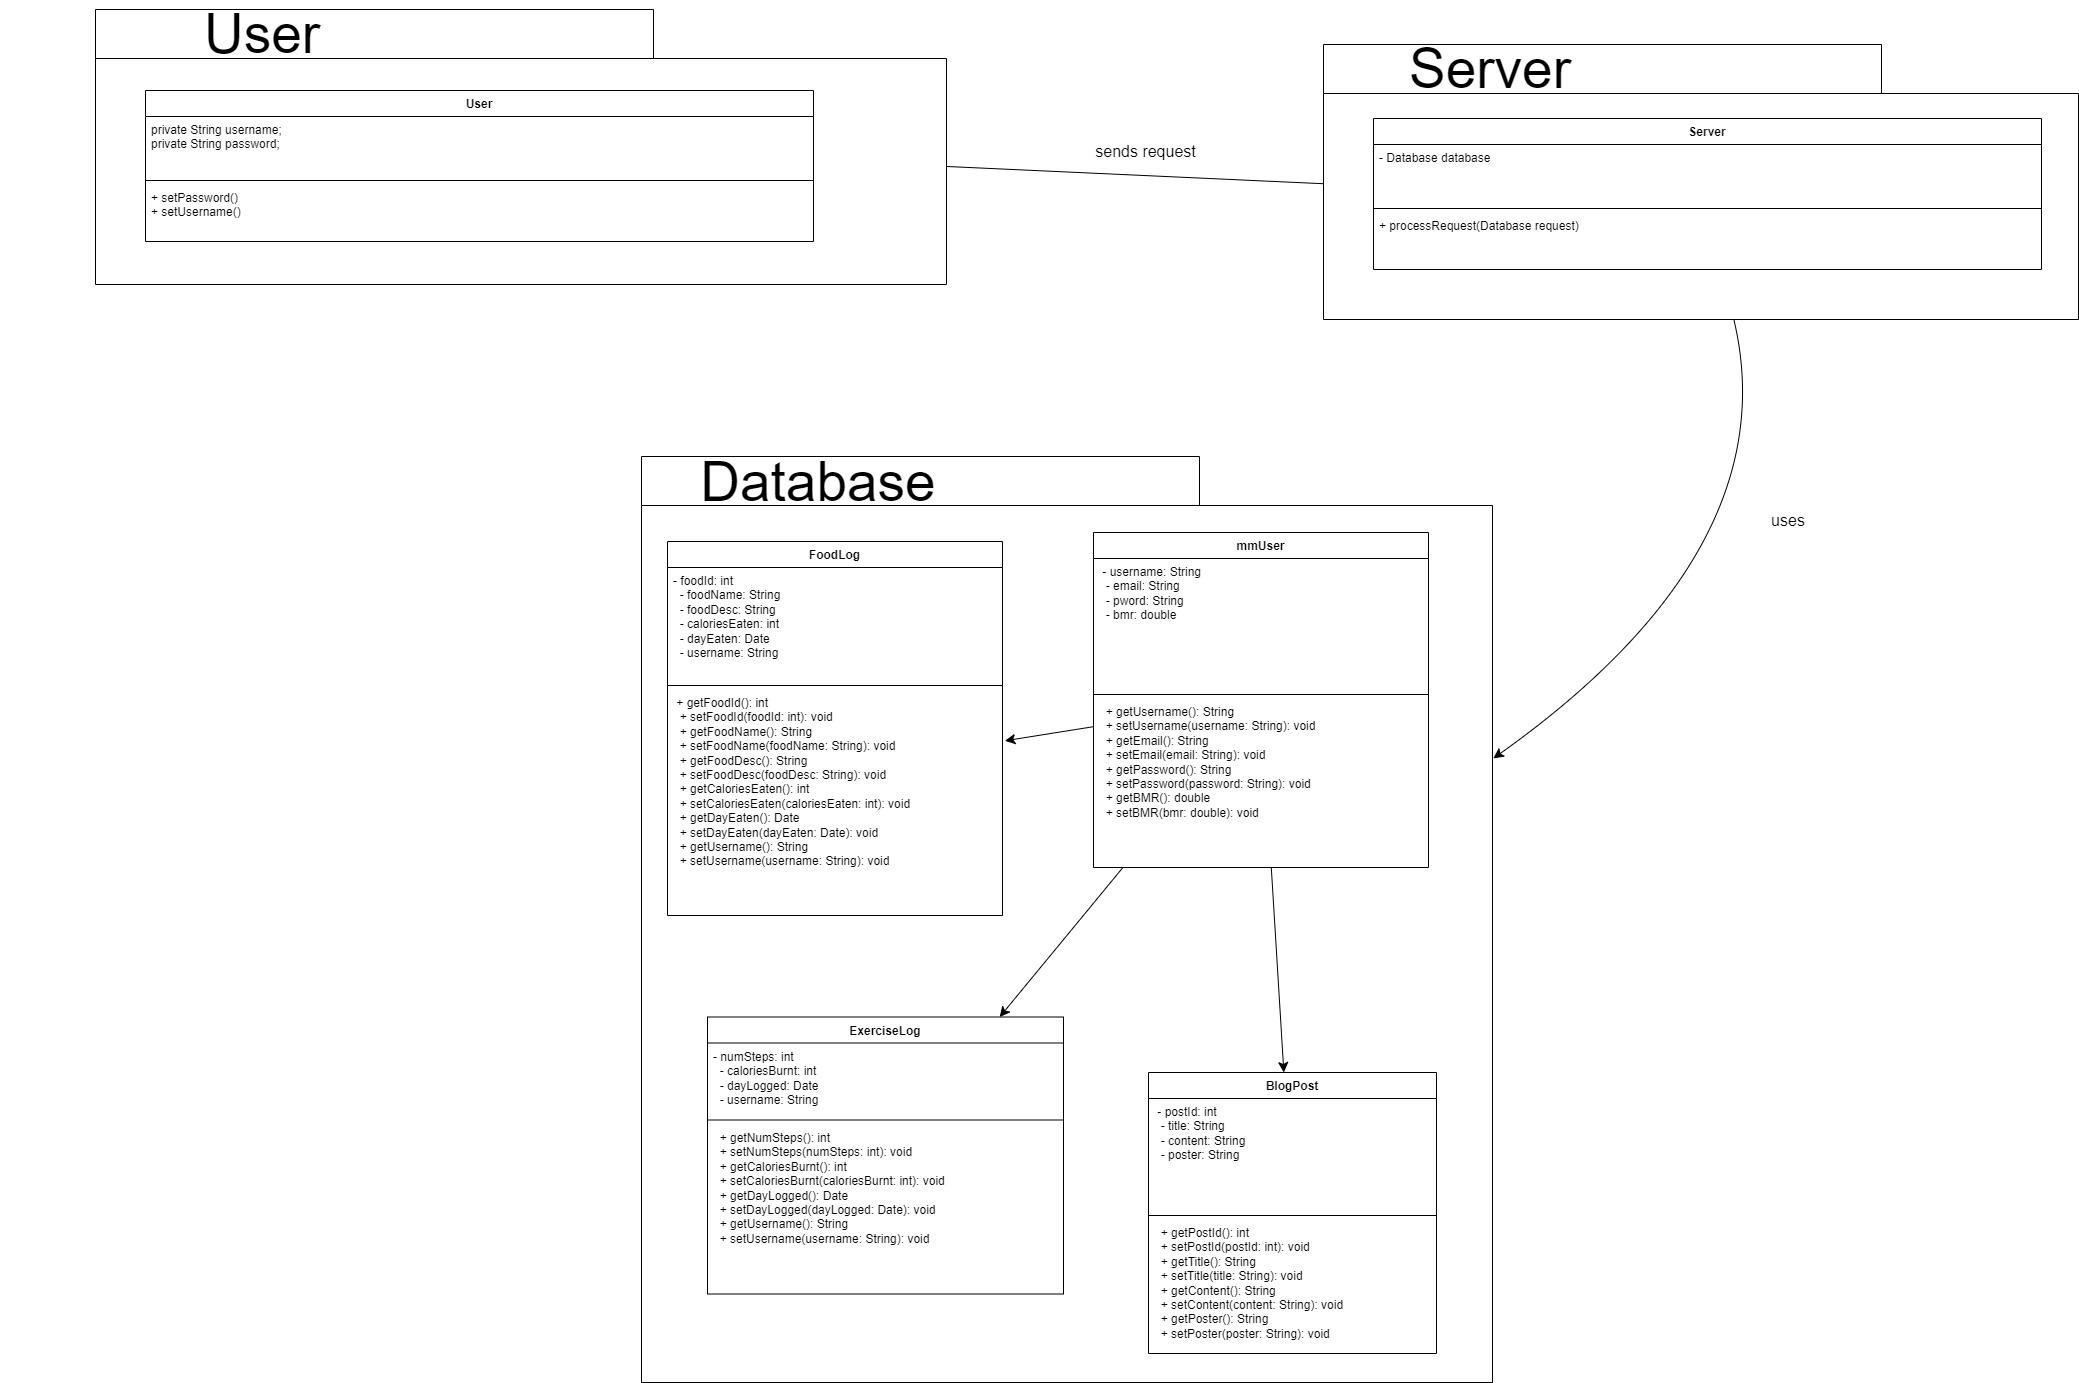 User
User
private String username;
private String password;
+ setPassword()
+ setUsername()
sends request
Server
Server
- Database database
+ processRequest(Database request)
uses
Database
FoodLog
- foodId: int
- foodName: String
- foodDesc: String
- caloriesEaten: int
- dayEaten: Date
- username: String
+ getFoodId(): int
+ setFoodId(foodId: int): void
+ getFoodName(): String
+ setFoodName(foodName: String): void
+ getFoodDesc(): String
+ setFoodDesc(foodDesc: String): void
+ getCaloriesEaten(): int
+ setCaloriesEaten(caloriesEaten: int): void
+ getDayEaten(): Date
+ setDayEaten(dayEaten: Date): void
+ getUsername(): String
+ setUsername(username: String): void
mmUser
- username: String
- email: String
- pword: String
- bmr: double
+ getUsername(): String
+ setUsername(username: String): void
+ getEmail(): String
+ setEmail(email: String): void
+ getPassword(): String
+ setPassword(password: String): void
+ getBMR(): double
+ setBMR(bmr: double): void
ExerciseLog
- numSteps: int
- caloriesBurnt: int
- dayLogged: Date
- username: String
+ getNumSteps(): int
+ setNumSteps(numSteps: int): void
+ getCaloriesBurnt(): int
+ setCaloriesBurnt(caloriesBurnt: int): void
+ getDayLogged(): Date
+ setDayLogged(dayLogged: Date): void
+ getUsername(): String
+ setUsername(username: String): void
BlogPost
- postId: int
- title: String
- content: String
- poster: String
+ getPostId(): int
+ setPostId(postId: int): void
+ getTitle(): String
+ setTitle(title: String): void
+ getContent(): String
+ setContent(content: String): void
+ getPoster(): String
+ setPoster(poster: String): void